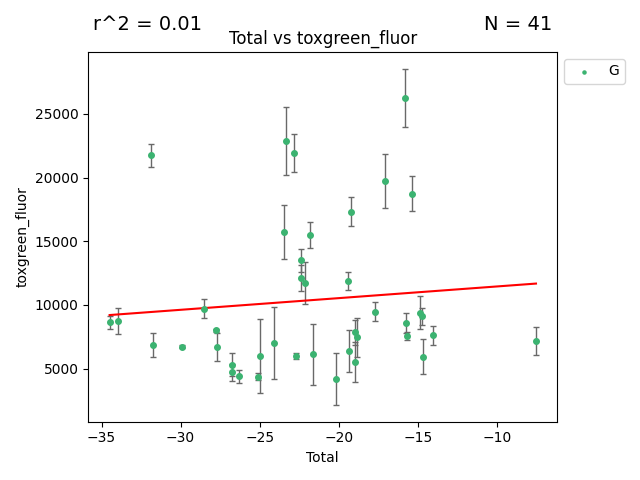 r^2 = 0.01
N = 41
Total vs toxgreen_fluor
G
25000
20000
15000
10000
5000
toxgreen_fluor
−35
−30
−25
−20
−15
−10
Total